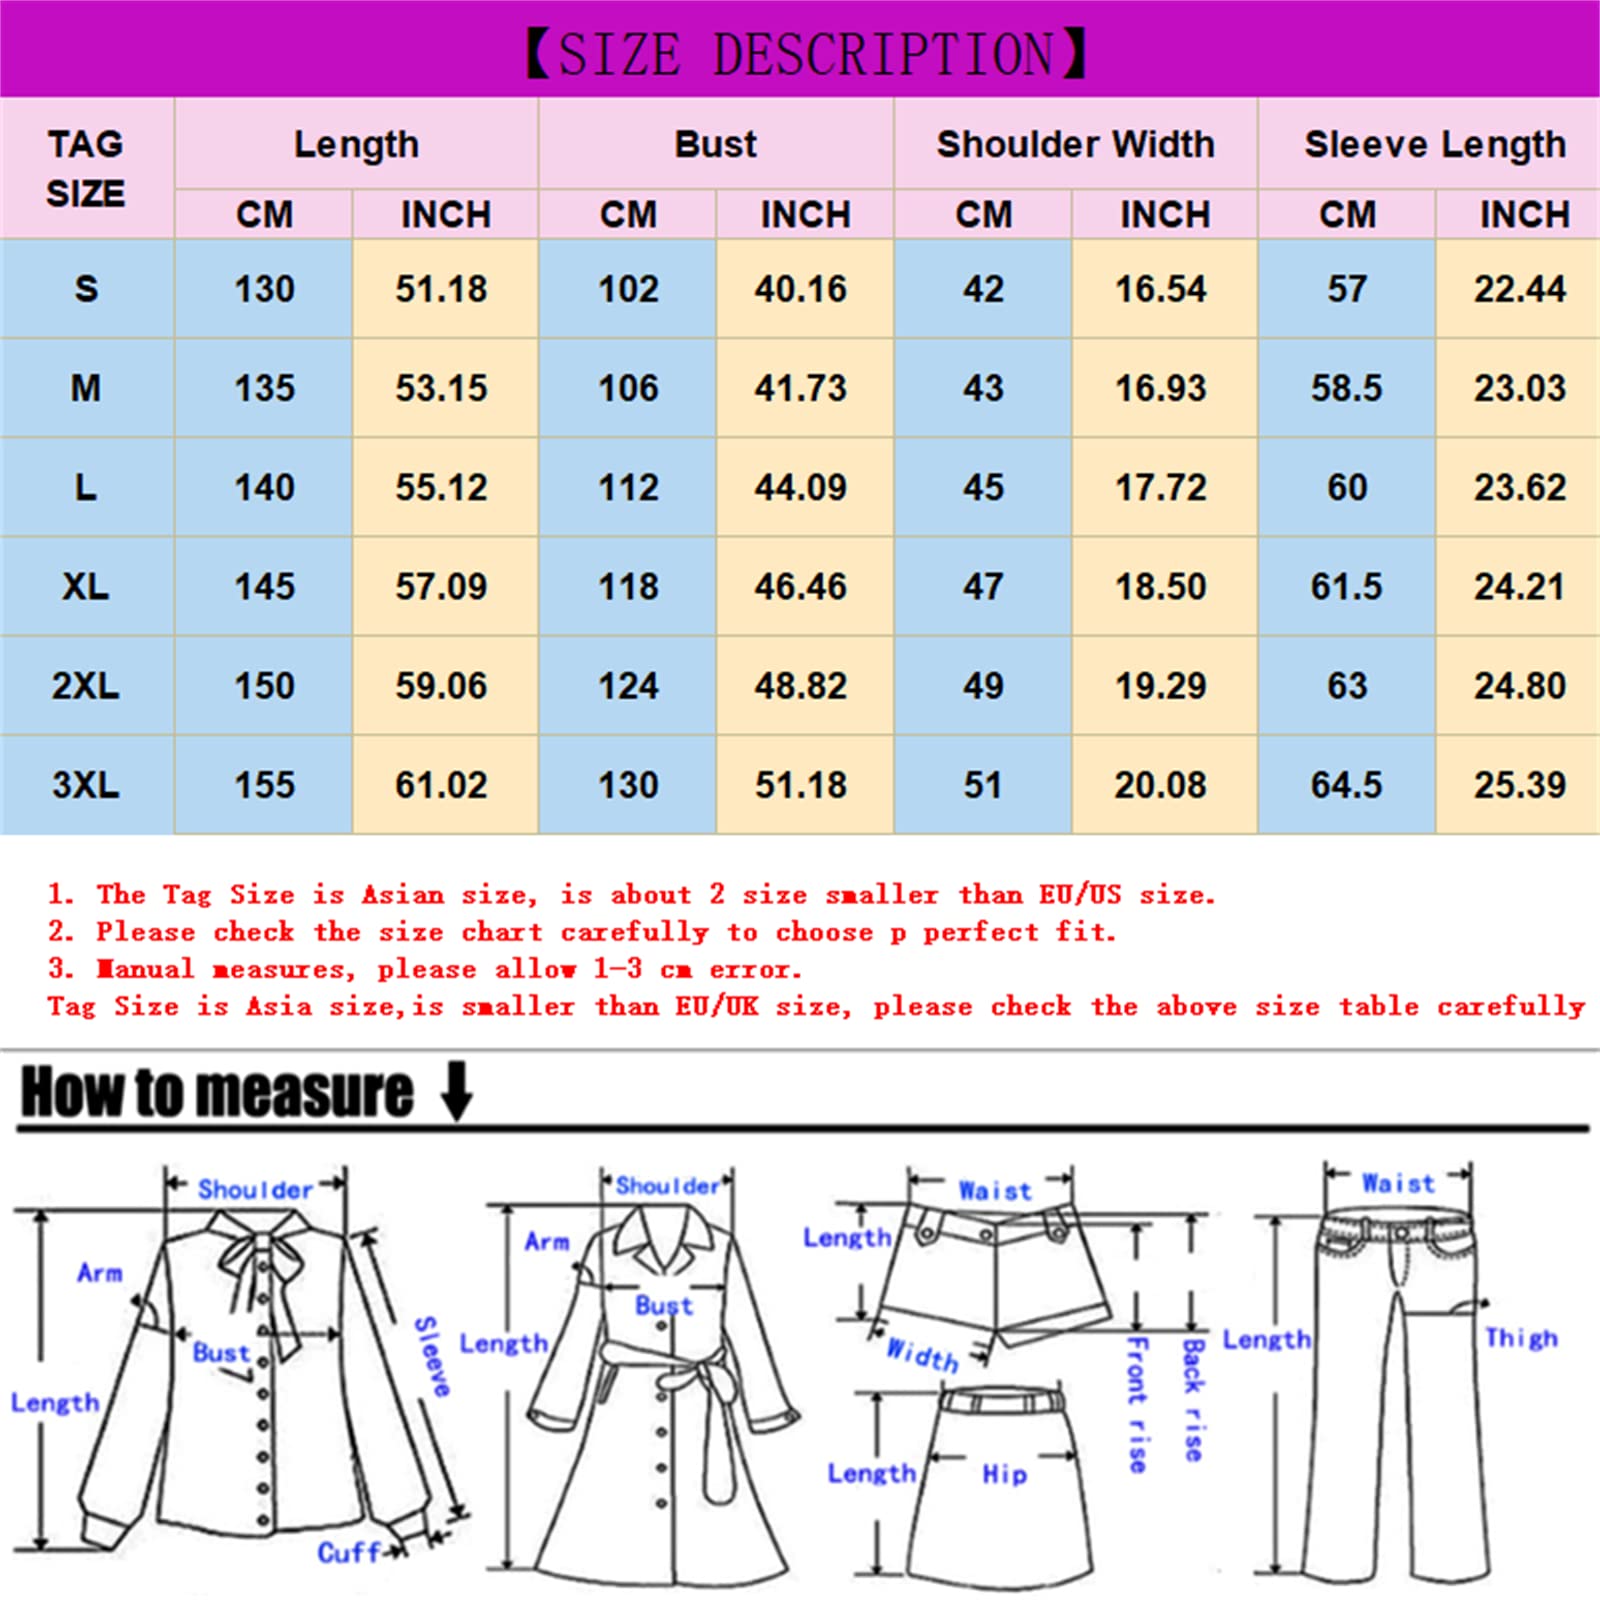 【SIZE DESCRIPTION】
TAG SIZE Length Bust Shoulder Width Sleeve Length
CM INCH CM INCH CM INCH CM INCH
S 130 51.18 102 40.16 42 16.54 57 22.44
M 135 53.15 106 41.73 43 16.93 58.5 23.03
L 140 55.12 112 44.09 45 17.72 60 23.62
XL 145 57.09 118 46.46 47 18.50 61.5 24.21
2XL 150 59.06 124 48.82 49 19.29 63 24.80
3XL 155 61.02 130 51.18 51 20.08 64.5 25.39
1. The Tag Size is Asian size, is about 2 size smaller than EU/US size.
2. Please check the size chart carefully to choose p perfect fit.
3. Manual measures, please allow 1-3 cm error.
Tag Size is Asia size,is smaller than EU/UK size, please check the above size table carefully
How to measure
Shoulder
Arm
Bust
Sleeve
Length
Cuff
Shoulder
Arm
Bust
Length
Waist
Length
Width
Front rise
Back rise
Length
Hip
Waist
Length
Thigh